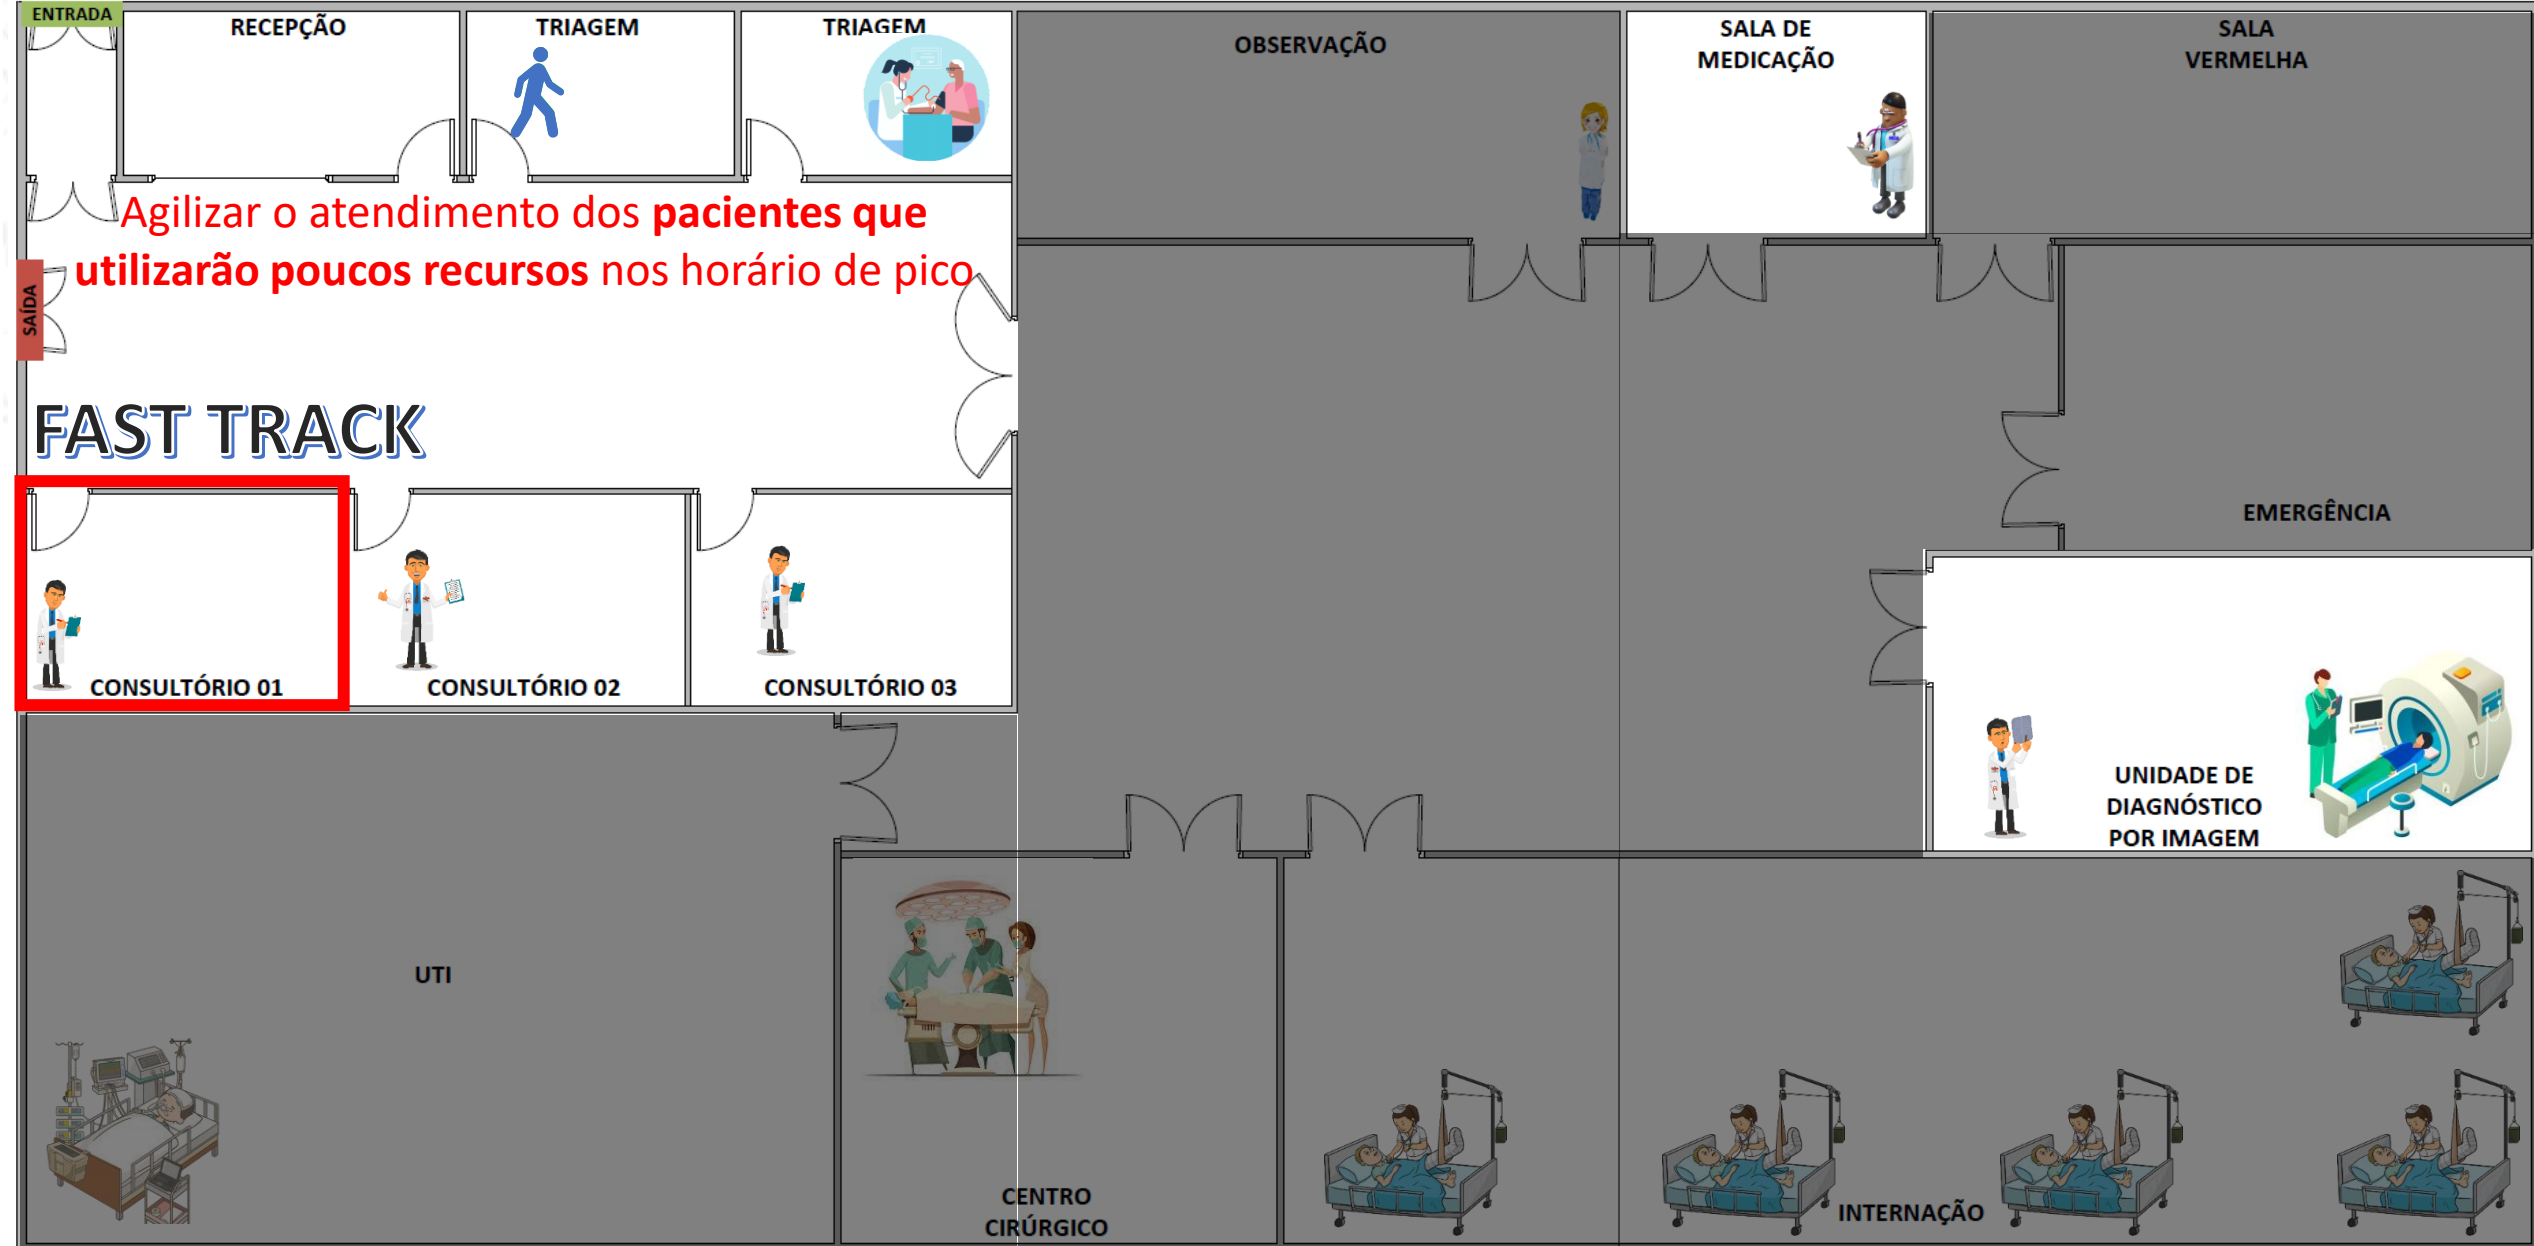 ENTRADA
RECEPÇÃO
TRIAGEM
TRIAGEM
OBSERVAÇÃO
SALA DE
MEDICAÇÃO
SALA
VERMELHA
Agilizar o atendimento dos pacientes que
utilizarão poucos recursos nos horário de pico
SAÍDA
FAST TRACK
EMERGÊNCIA
CONSULTÓRIO 01
CONSULTÓRIO 02
CONSULTÓRIO 03
UNIDADE DE
DIAGNÓSTICO
POR IMAGEM
UTI
CENTRO
CIRÚRGICO
INTERNAÇÃO